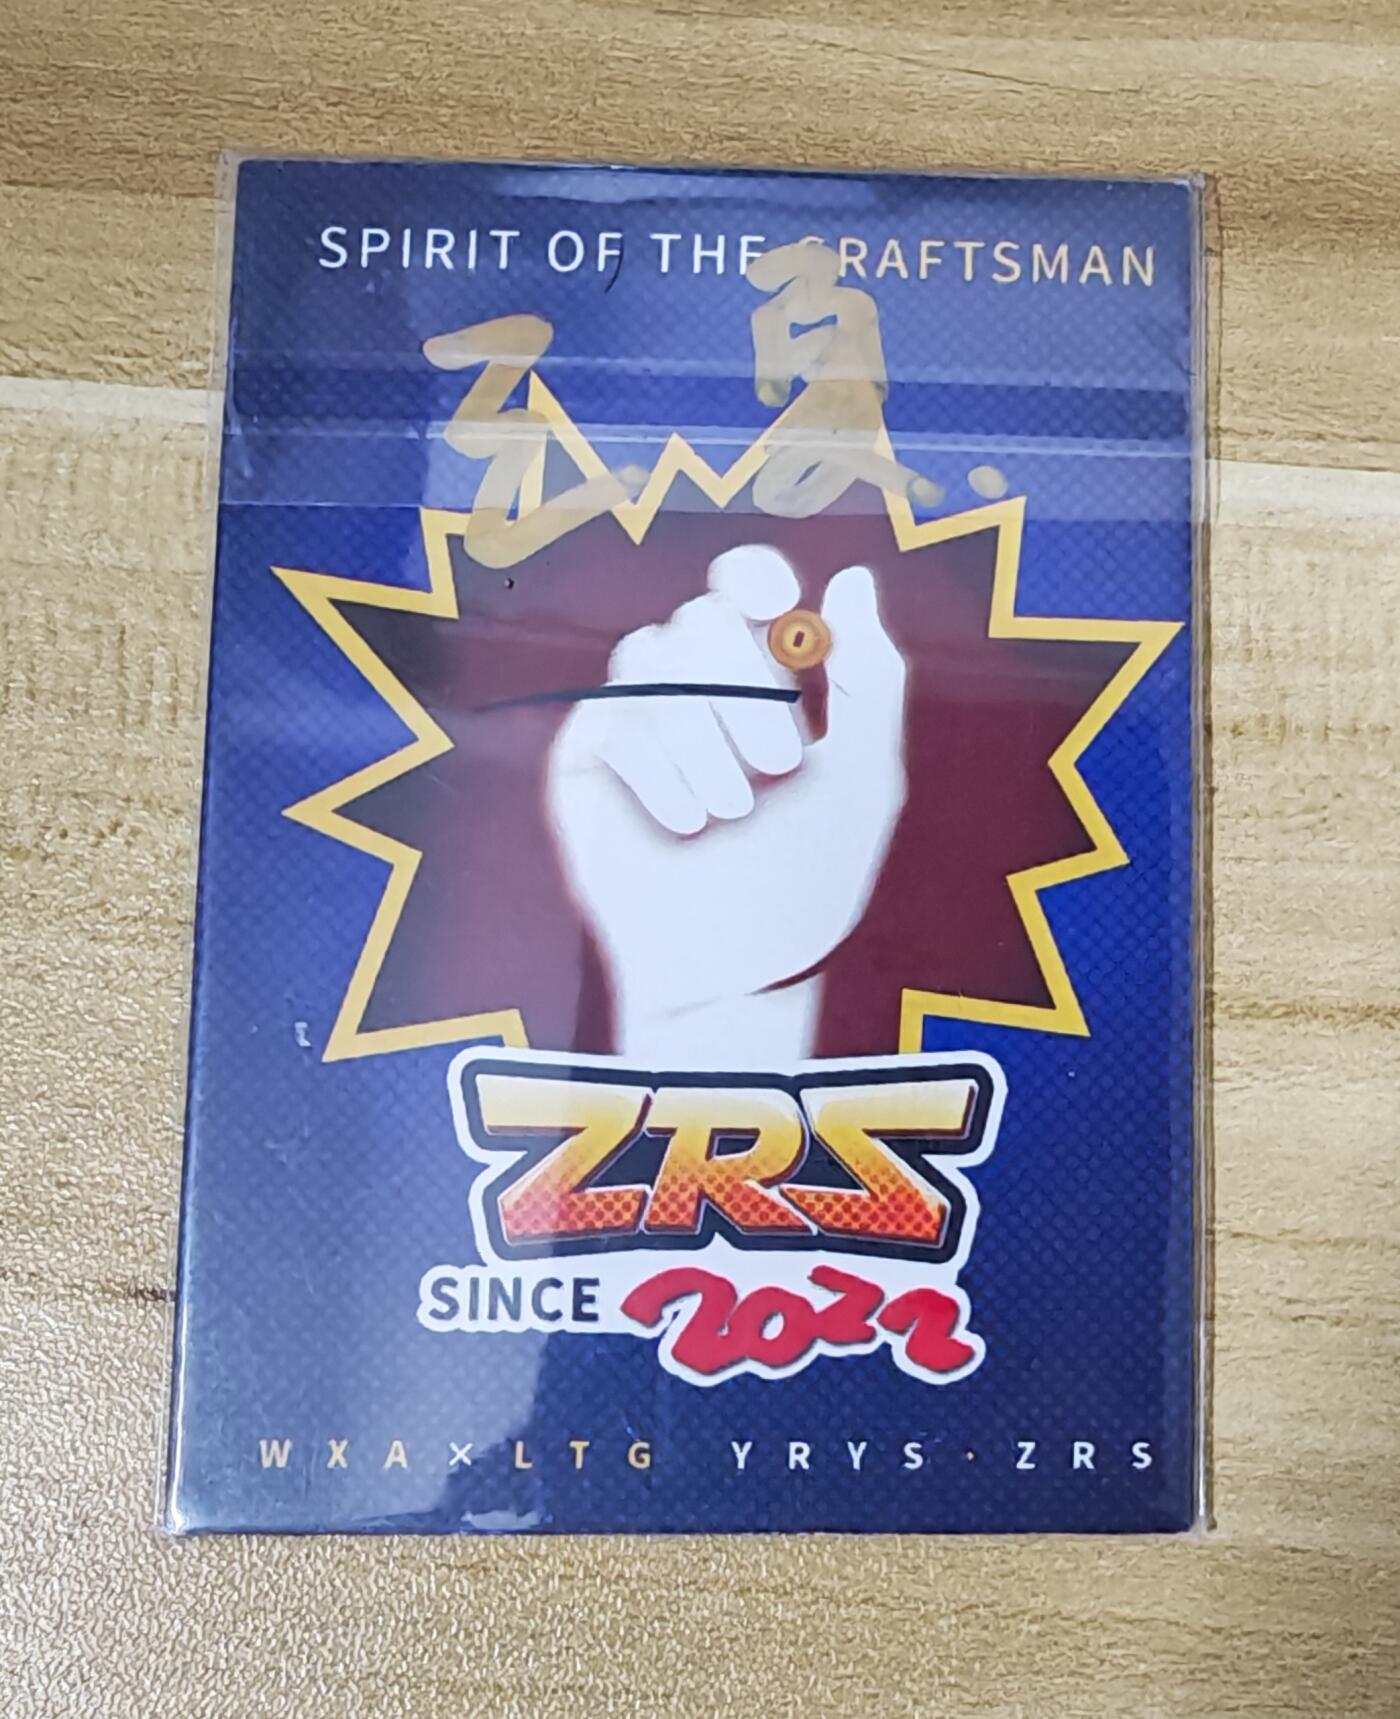 SPIRIT OF THE CRAFTSMAN
ZRS
SINCE 2022
WXA×LTG YRYS·ZRS